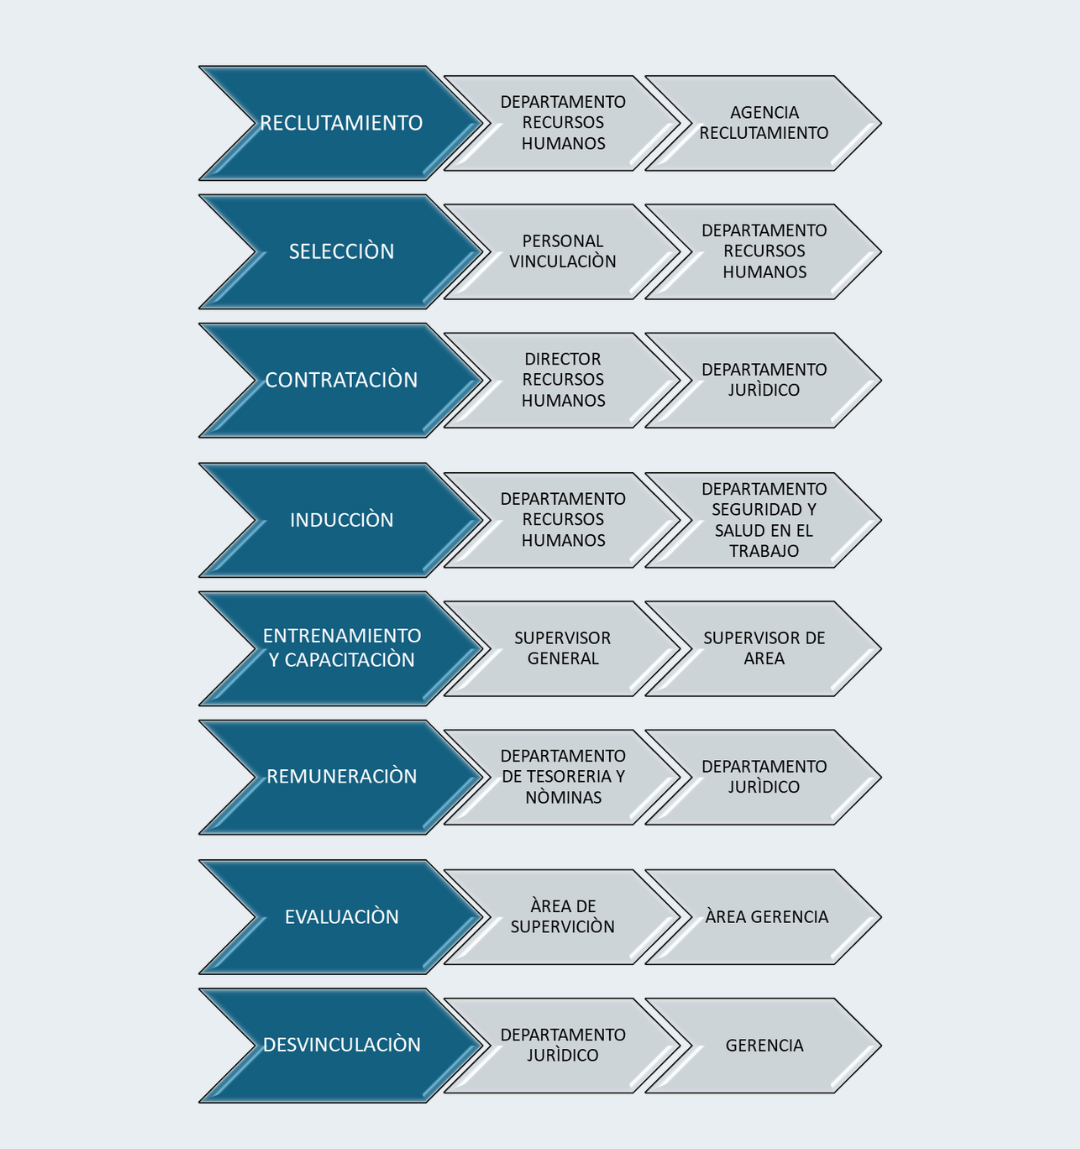 RECLUTAMIENTO
DEPARTAMENTO
RECURSOS
HUMANOS
AGENCIA
RECLUTAMIENTO
SELECCIÒN
PERSONAL
VINCULACIÒN
DEPARTAMENTO
RECURSOS
HUMANOS
CONTRATACIÒN
DIRECTOR
RECURSOS
HUMANOS
DEPARTAMENTO
JURÌDICO
INDUCCIÒN
DEPARTAMENTO
RECURSOS
HUMANOS
DEPARTAMENTO
SEGURIDAD Y
SALUD EN EL
TRABAJO
ENTRENAMIENTO
Y CAPACITACIÒN
SUPERVISOR
GENERAL
SUPERVISOR DE
AREA
REMUNERACIÒN
DEPARTAMENTO
DE TESORERIA Y
NÒMINAS
DEPARTAMENTO
JURÌDICO
EVALUACIÒN
ÀREA DE
SUPERVICIÒN
ÀREA GERENCIA
DESVINCULACIÒN
DEPARTAMENTO
JURÌDICO
GERENCIA